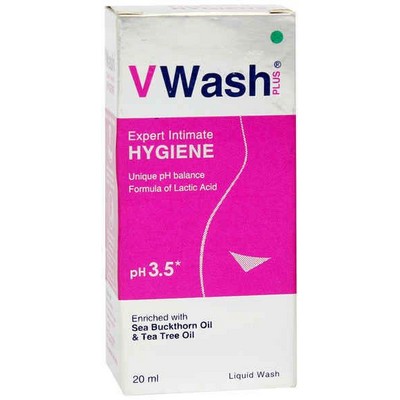 V Wash PLUS®
Expert Intimate
HYGIENE
Unique pH balance
Formula of Lactic Acid
pH 3.5*
Enriched with
Sea Buckthorn Oil
& Tea Tree Oil
20 ml Liquid Wash